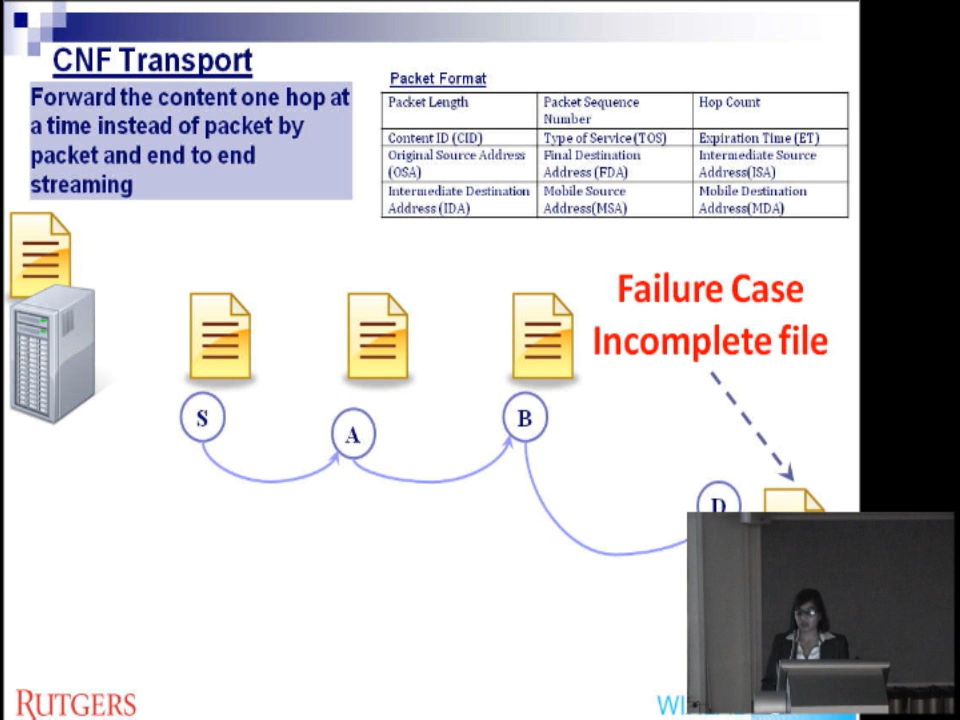 CNF Transport
Forward the content one hop at
a time instead of packet by
packet and end to end
streaming
Packet Format
Packet Length
Packet Sequence
Number
Hop Count
Content ID (CID)
Type of Service (TOS)
Expiration Time (ET)
Original Source Address
(OSA)
Final Destination
Address (FDA)
Intermediate Source
Address(ISA)
Intermediate Destination
Address (IDA)
Mobile Source
Address(MSA)
Mobile Destination
Address(MDA)
Failure Case
Incomplete file
S
A
B
D
RUTGERS